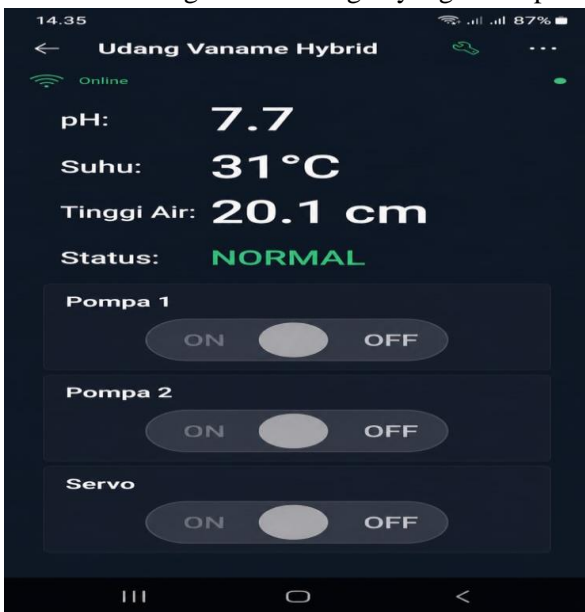 14.35 87%
← Udang Vaname Hybrid ...
Online
pH: 7.7
Suhu: 31°C
Tinggi Air: 20.1 cm
Status: NORMAL
Pompa 1
ON OFF
Pompa 2
ON OFF
Servo
ON OFF